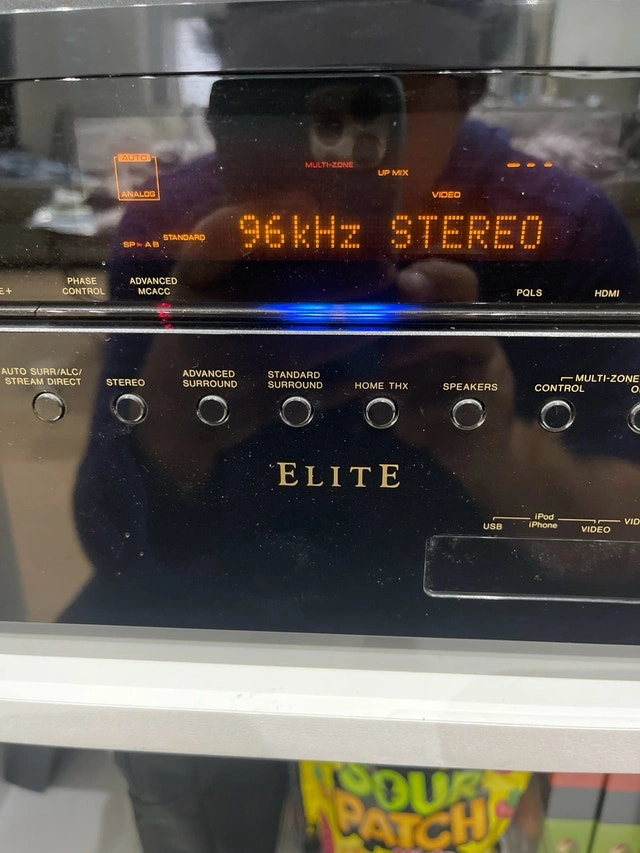 AUTO
ANALOG
MULTI-ZONE
UP MIX
VIDEO
- - -
SP▶AB STANDARD
96kHz STEREO
E+
PHASE CONTROL
ADVANCED MCACC
PQLS
HDMI
AUTO SURR/ALC/
STREAM DIRECT
STEREO
ADVANCED
SURROUND
STANDARD
SURROUND
HOME THX
SPEAKERS
MULTI-ZONE
CONTROL
ELITE
USB
iPod
iPhone
VIDEO
SOUR
PATCH